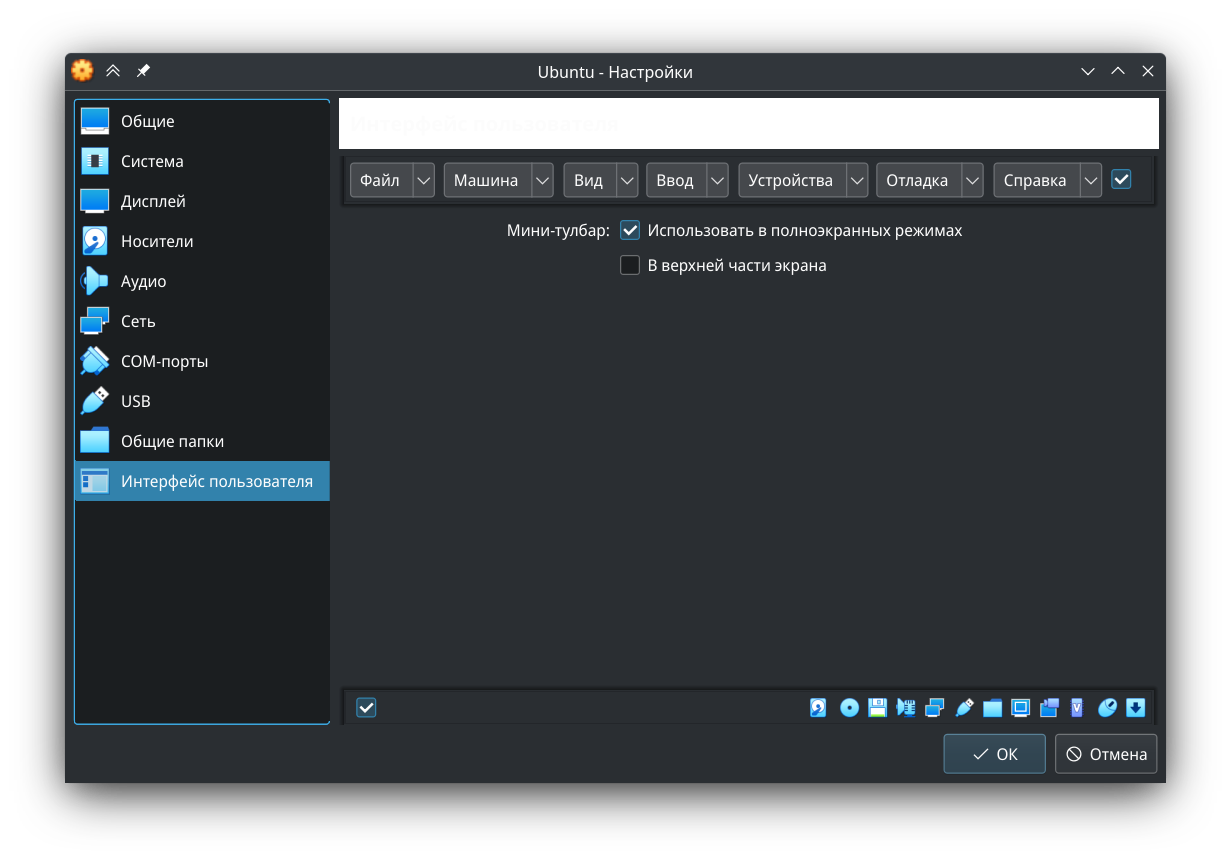 Ubuntu - Настройки
Общие
Система
Дисплей
Носители
Аудио
Сеть
COM-порты
USB
Общие папки
Интерфейс пользователя
Интерфейс пользователя
Файл Машина Вид Ввод Устройства Отладка Справка
Мини-тулбар: Использовать в полноэкранных режимах
В верхней части экрана
OK Отмена